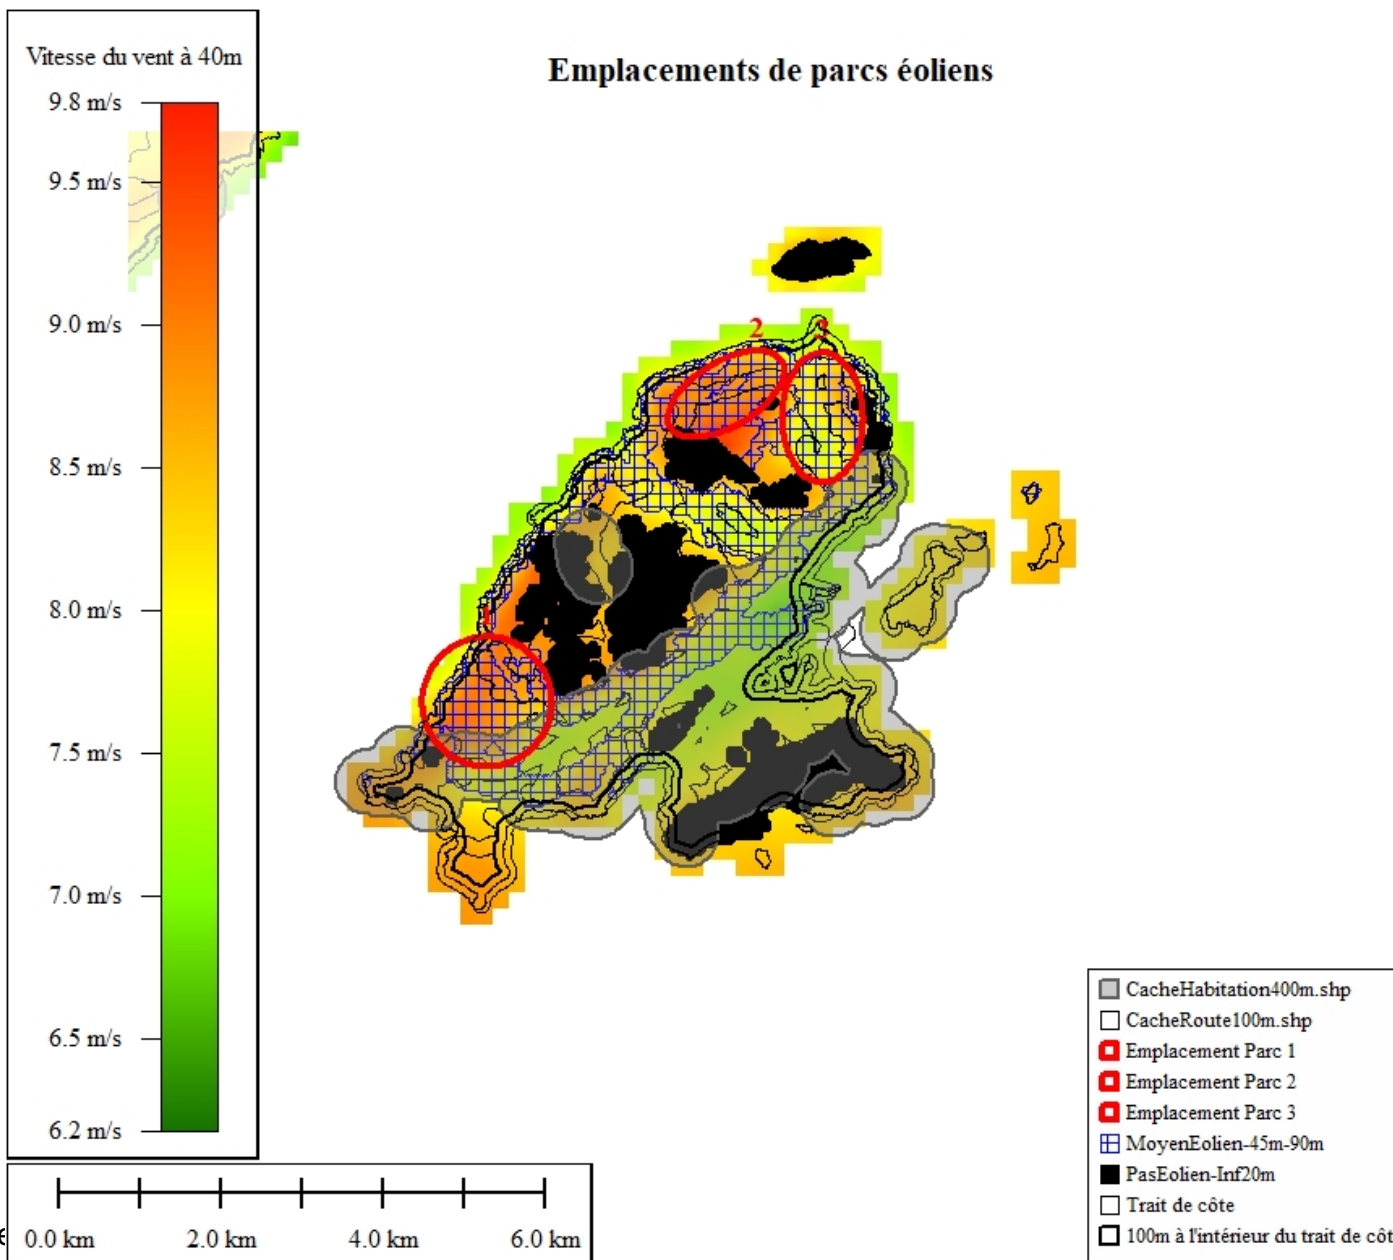 Vitesse du vent à 40m
Emplacements de parcs éoliens
9.8 m/s
9.5 m/s
9.0 m/s
8.5 m/s
8.0 m/s
7.5 m/s
7.0 m/s
6.5 m/s
6.2 m/s
2
3
1
CacheHabitation400m.shp
CacheRoute100m.shp
Emplacement Parc 1
Emplacement Parc 2
Emplacement Parc 3
MoyenEolien-45m-90m
PasEolien-Inf20m
Trait de côte
100m à l'intérieur du trait de côt
0.0 km
2.0 km
4.0 km
6.0 km